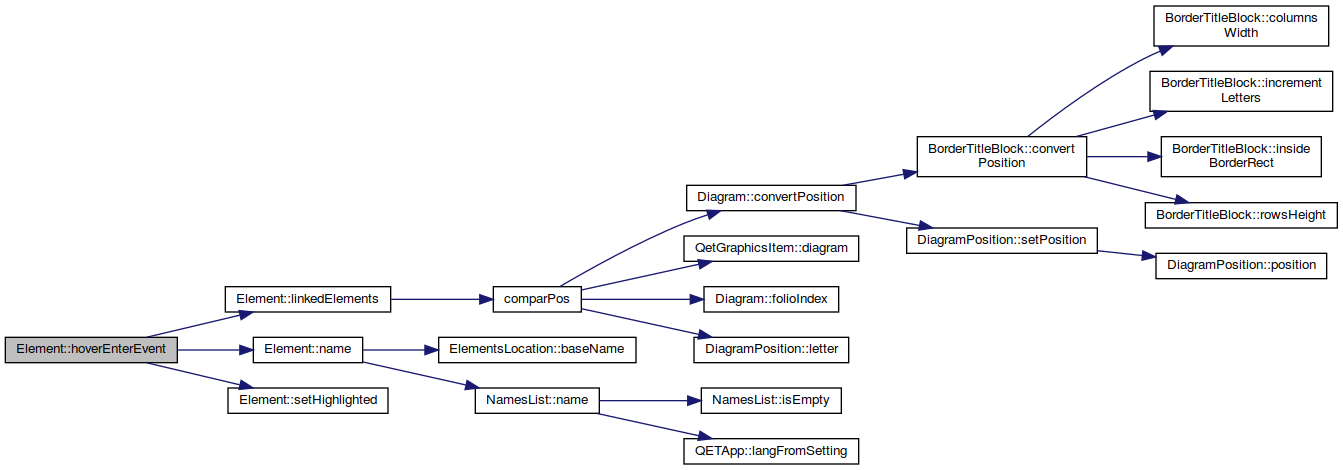 BorderTitleBlock::columns
Width
BorderTitleBlock::increment
Letters
BorderTitleBlock::convert
Position
BorderTitleBlock::inside
BorderRect
Diagram::convertPosition
BorderTitleBlock::rowsHeight
DiagramPosition::setPosition
QetGraphicsItem::diagram
DiagramPosition::position
Element::linkedElements
comparPos
Diagram::folioIndex
Element::hoverEnterEvent
Element::name
ElementsLocation::baseName
DiagramPosition::letter
Element::setHighlighted
NamesList::name
NamesList::isEmpty
QETApp::langFromSetting